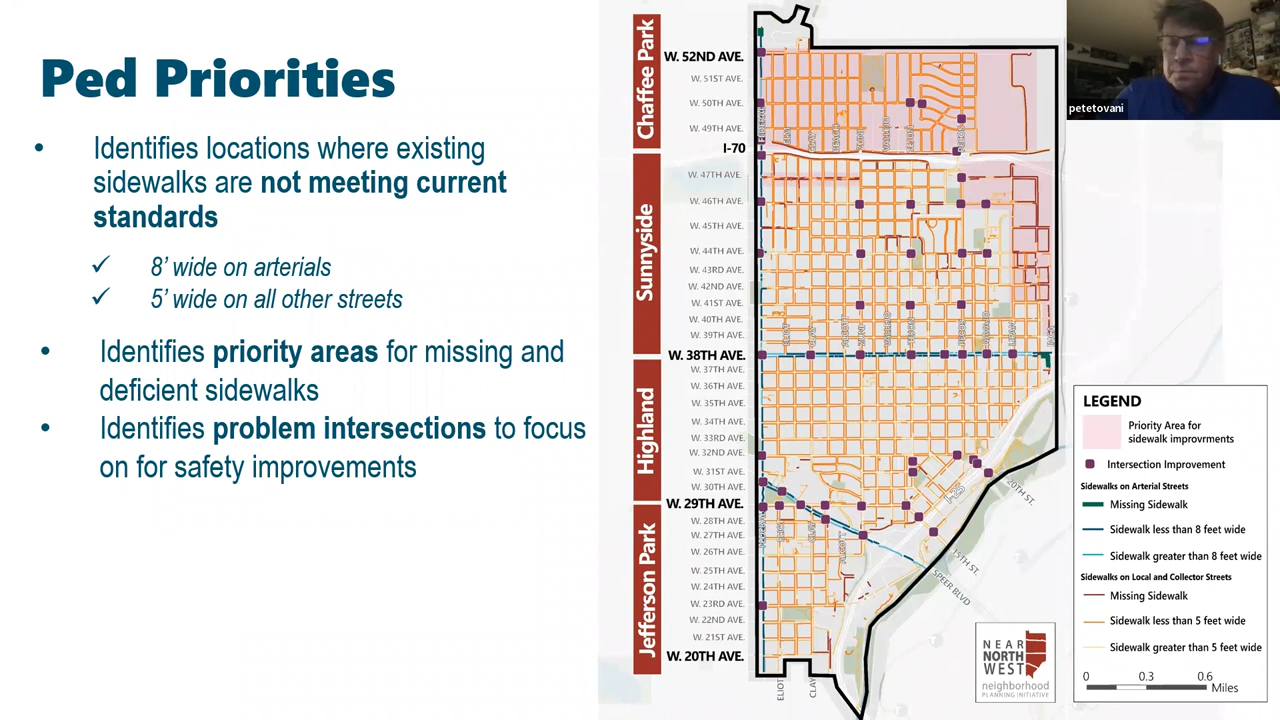 Ped Priorities
• Identifies locations where existing
sidewalks are not meeting current
standards
✓ 8’ wide on arterials
✓ 5’ wide on all other streets
• Identifies priority areas for missing and
deficient sidewalks
• Identifies problem intersections to focus
on for safety improvements
Chaffee Park
Sunnyside
Highland
Jefferson Park
W. 52ND AVE.
W. 51ST AVE.
W. 50TH AVE.
W. 49TH AVE.
I-70
W. 47TH AVE.
W. 46TH AVE.
W. 45TH AVE.
W. 44TH AVE.
W. 43RD AVE.
W. 42ND AVE.
W. 41ST AVE.
W. 40TH AVE.
W. 39TH AVE.
W. 38TH AVE.
W. 37TH AVE.
W. 36TH AVE.
W. 35TH AVE.
W. 34TH AVE.
W. 33RD AVE.
W. 32ND AVE.
W. 31ST AVE.
W. 30TH AVE.
W. 29TH AVE.
W. 28TH AVE.
W. 27TH AVE.
W. 26TH AVE.
W. 25TH AVE.
W. 24TH AVE.
W. 23RD AVE.
W. 22ND AVE.
W. 21ST AVE.
W. 20TH AVE.
ELIOT
CLAY
I-25
20TH ST.
15TH ST.
SPEER BLVD
petetovani
LEGEND
Priority Area for
sidewalk improvrments
Intersection Improvement
Sidewalks on Arterial Streets
Missing Sidewalk
Sidewalk less than 8 feet wide
Sidewalk greater than 8 feet wide
Sidewalks on Local and Collector Streets
Missing Sidewalk
Sidewalk less than 5 feet wide
Sidewalk greater than 5 feet wide
0 0.3 0.6
Miles
NEAR
NORTH
WEST
neighborhood
PLANNING INITIATIVE